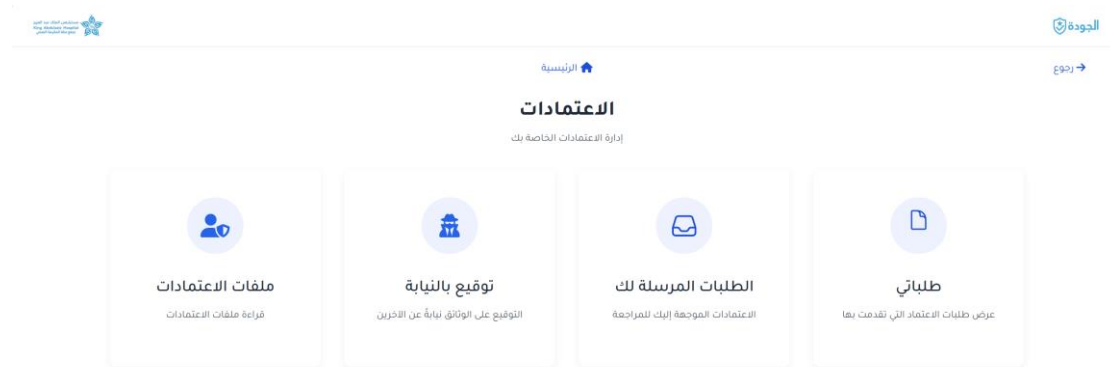 الجودة
رجوع
الرئيسية
الاعتمادات
إدارة الاعتمادات الخاصة بك
طلباتي
عرض طلبات الاعتماد التي تقدمت بها
الطلبات المرسلة لك
الاعتمادات الموجهة إليك للمراجعة
توقيع بالنيابة
التوقيع على الوثائق نيابةً عن الآخرين
ملفات الاعتمادات
قراءة ملفات الاعتمادات